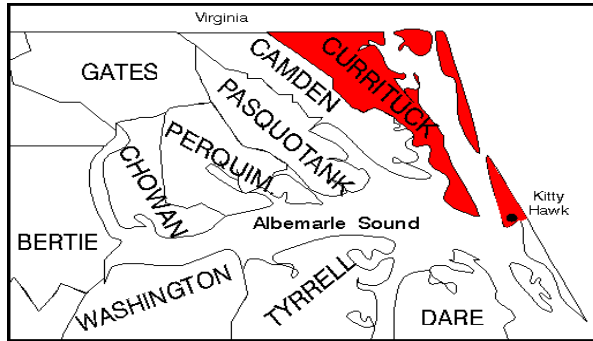 Virginia
GATES
CAMDEN
CURRITUCK
PASQUOTANK
PERQUIM.
CHOWAN
Kitty
Hawk
Albemarle Sound
BERTIE
WASHINGTON
TYRRELL
DARE